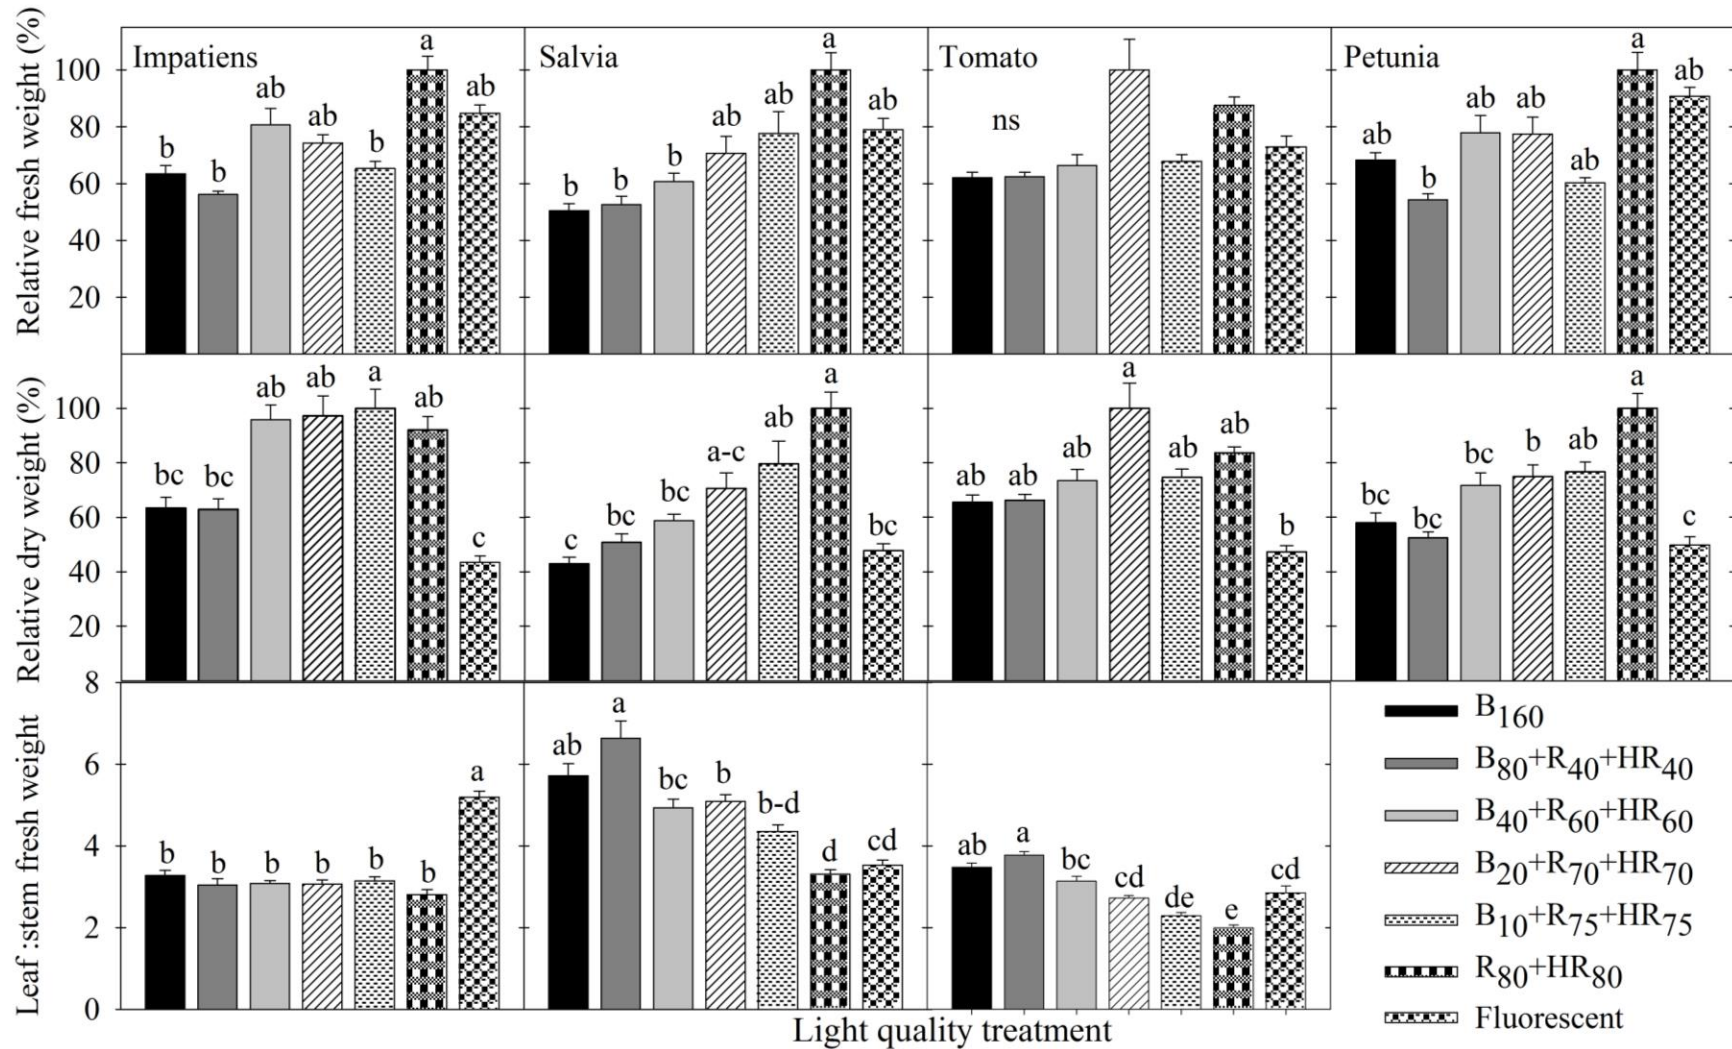 Relative fresh weight (%)
100
80
60
40
20
Impatiens
b
b
ab
ab
b
a
ab
Salvia
b
b
b
ab
ab
a
ab
Tomato
ns
Petunia
ab
b
ab
ab
ab
a
ab
Relative dry weight (%)
100
80
60
40
20
bc
bc
ab
ab
a
ab
c
c
bc
bc
a-c
ab
a
bc
ab
ab
ab
a
ab
ab
b
bc
bc
bc
b
ab
a
c
Leaf :stem fresh weight
8
6
4
2
0
b
b
b
b
b
b
a
ab
a
bc
b
b-d
d
cd
ab
a
bc
cd
de
e
cd
B160
B80+R40+HR40
B40+R60+HR60
B20+R70+HR70
B10+R75+HR75
R80+HR80
Fluorescent
Light quality treatment